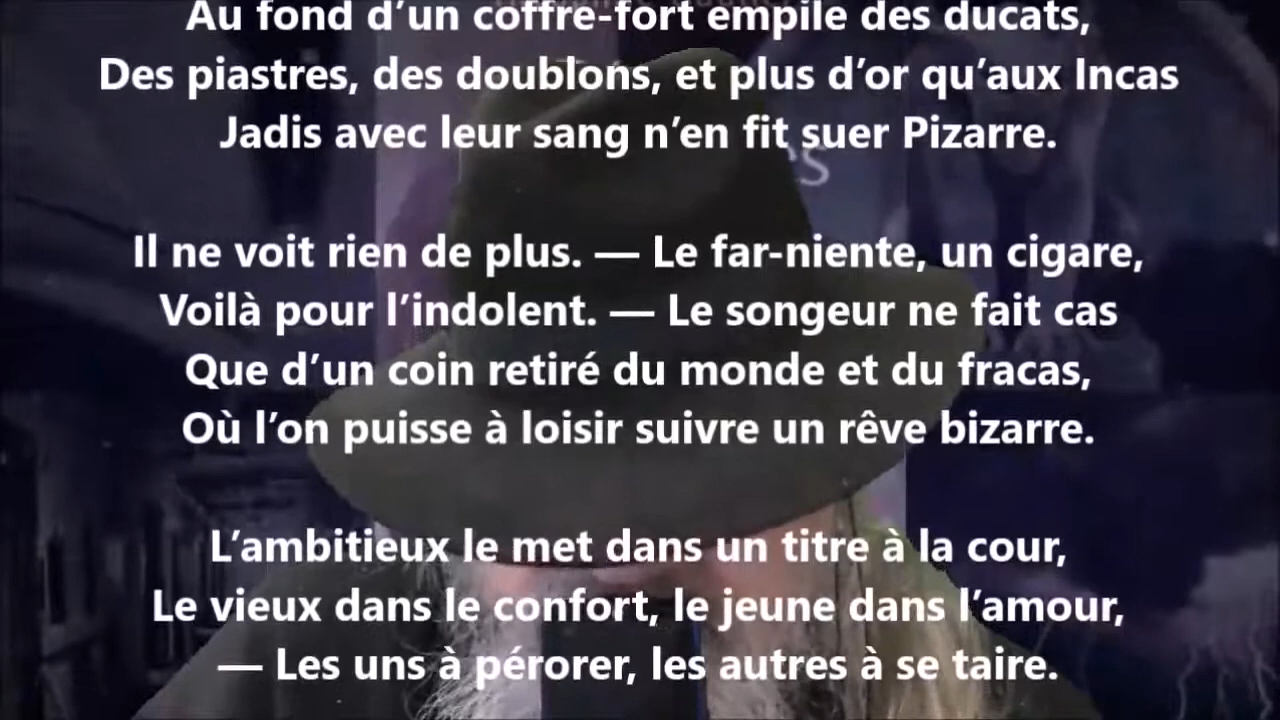 Au fond d’un coffre-fort empile des ducats,
Des piastres, des doublons, et plus d’or qu’aux Incas
Jadis avec leur sang n’en fit suer Pizarre.
Il ne voit rien de plus. — Le far-niente, un cigare,
Voilà pour l’indolent. — Le songeur ne fait cas
Que d’un coin retiré du monde et du fracas,
Où l’on puisse à loisir suivre un rêve bizarre.
L’ambitieux le met dans un titre à la cour,
Le vieux dans le confort, le jeune dans l’amour,
— Les uns à pérorer, les autres à se taire.